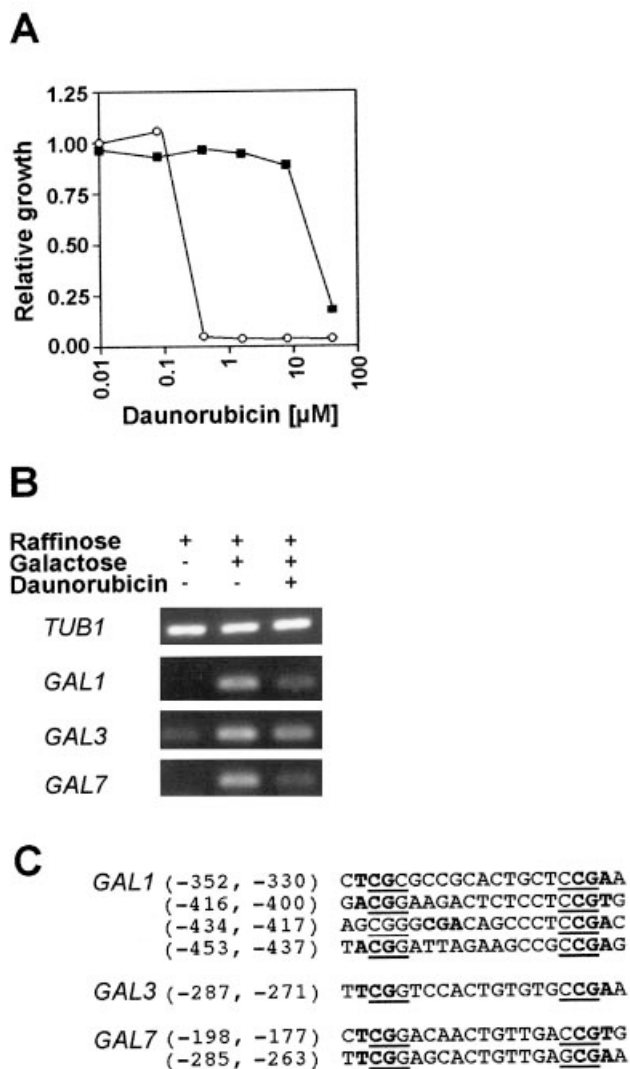 A
1.25
1.00
0.75
0.50
0.25
0.00
Relative growth
0.01
0.1
1
10
100
Daunorubicin [µM]
B
Raffinose + + +
Galactose - + +
Daunorubicin - - +
TUB1
GAL1
GAL3
GAL7
C
GAL1 (-352, -330) CTCGCGCCGCACTGCTCCGAA
(-416, -400) GACGGAAGACTCTCCTCCGTG
(-434, -417) AGCGGGCGACAGCCCTCCGAC
(-453, -437) TACGGATTAGAAGCCGCCGAG
GAL3 (-287, -271) TTCGGTCCACTGTGTGCCGAA
GAL7 (-198, -177) CTCGGACAACTGTTGACCGTG
(-285, -263) TTCGGAGCACTGTTGAGCGAA